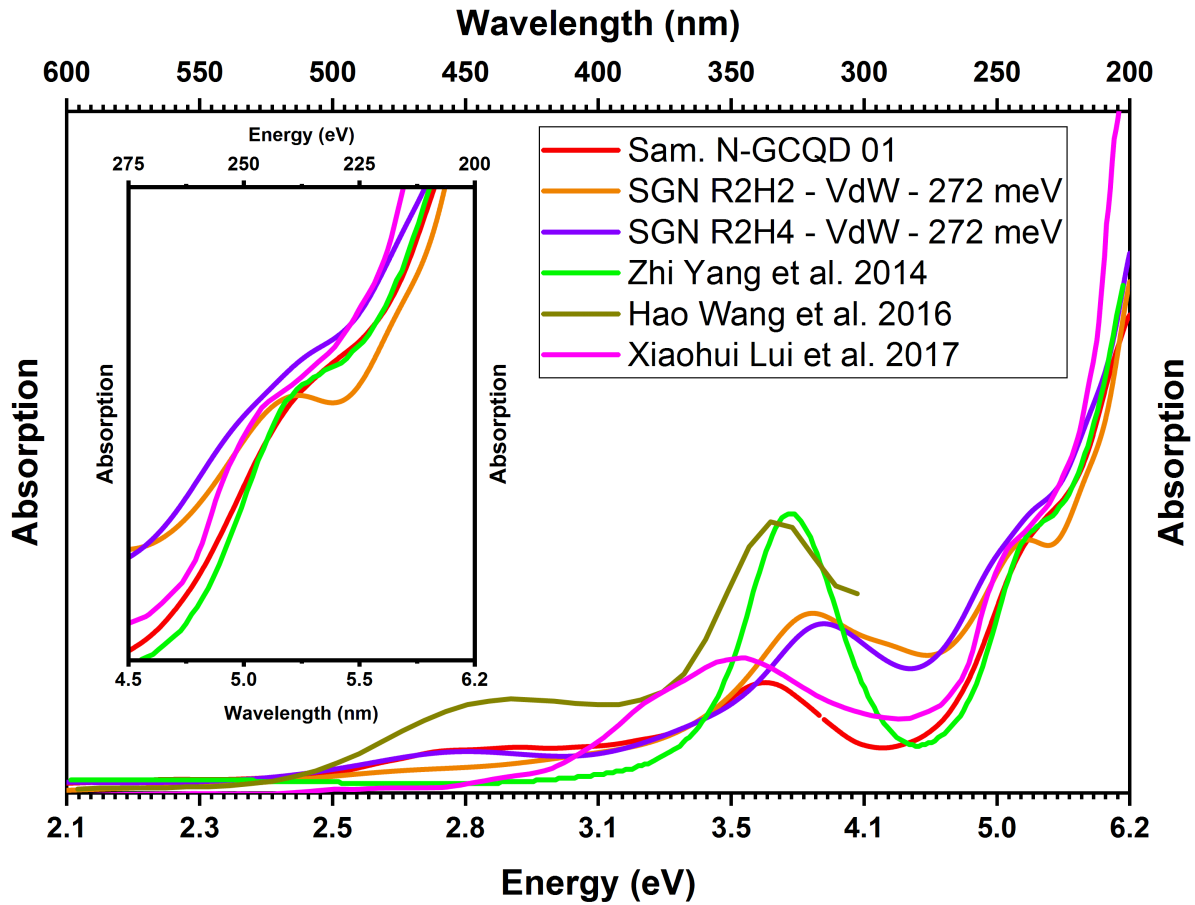 Wavelength (nm)
600 550 500 450 400 350 300 250 200
Energy (eV)
275 250 225 200
Sam. N-GCQD 01
SGN R2H2 - VdW - 272 meV
SGN R2H4 - VdW - 272 meV
Zhi Yang et al. 2014
Hao Wang et al. 2016
Xiaohui Lui et al. 2017
Absorption
Absorption
Absorption
Absorption
4.5 5.0 5.5 6.2
Wavelength (nm)
2.1 2.3 2.5 2.8 3.1 3.5 4.1 5.0 6.2
Energy (eV)